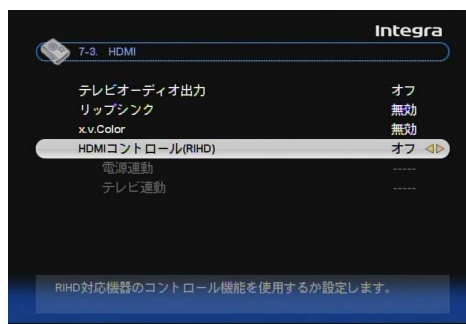 Integra
7-3. HDMI
テレビオーディオ出力 オフ
リップシンク 無効
x.v.Color 無効
HDMIコントロール(RIHD) オフ
電源連動 -----
テレビ連動 -----
RIHD対応機器のコントロール機能を使用するか設定します。